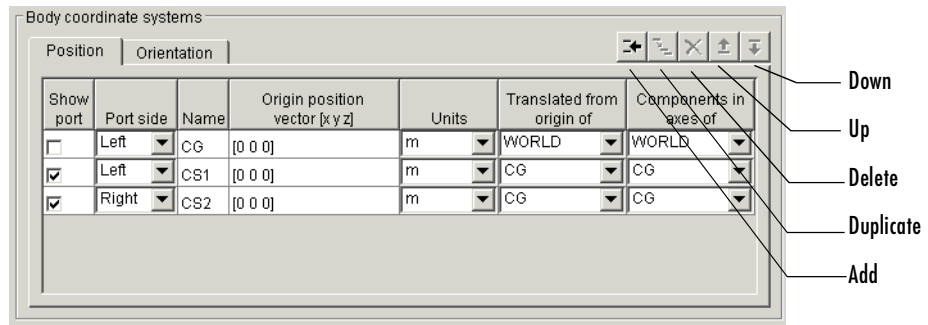 Body coordinate systems
Position Orientation
Show port Port side Name Origin position vector [x y z] Units Translated from origin of Components in axes of
Left CG [0 0 0] m WORLD WORLD
Left CS1 [0 0 0] m CG CG
Right CS2 [0 0 0] m CG CG
Down
Up
Delete
Duplicate
Add